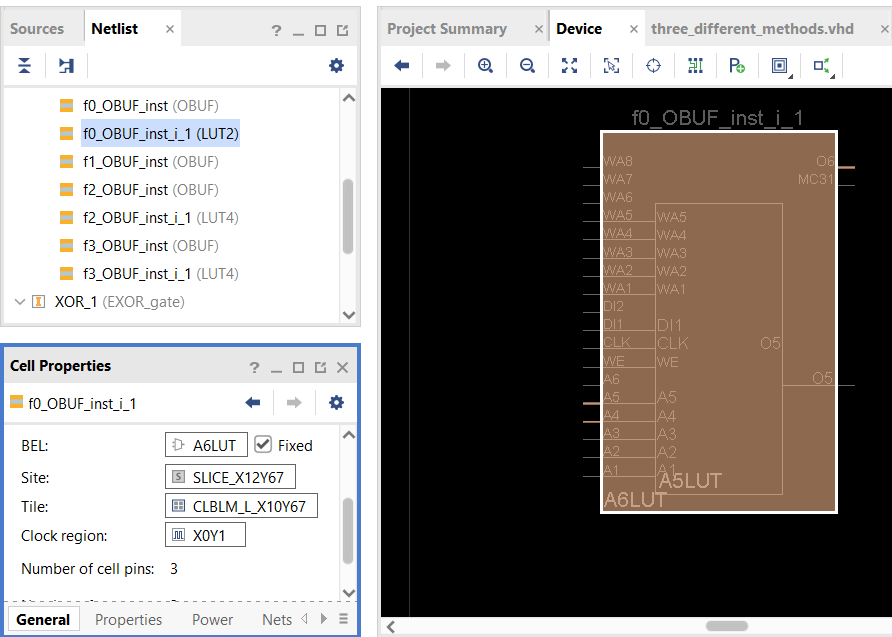 Sources Netlist × ?
f0_OBUF_inst (OBUF)
f0_OBUF_inst_i_1 (LUT2)
f1_OBUF_inst (OBUF)
f2_OBUF_inst (OBUF)
f2_OBUF_inst_i_1 (LUT4)
f3_OBUF_inst (OBUF)
f3_OBUF_inst_i_1 (LUT4)
XOR_1 (EXOR_gate)
Cell Properties ?
f0_OBUF_inst_i_1
BEL: A6LUT Fixed
Site: S SLICE_X12Y67
Tile: CLBLM_L_X10Y67
Clock region: X0Y1
Number of cell pins: 3
General Properties Power Nets
Project Summary × Device × three_different_methods.vhd ×
f0_OBUF_inst_i_1
WA8 O6
WA7 MC31
WA6
WA5 WA5
WA4 WA4
WA3 WA3
WA2 WA2
WA1 WA1
DI2
DI1 DI1
CLK CLK O5
WE WE
A6 O5
A5 A5
A4 A4
A3 A3
A2 A2
A1 A1
A5LUT
A6LUT